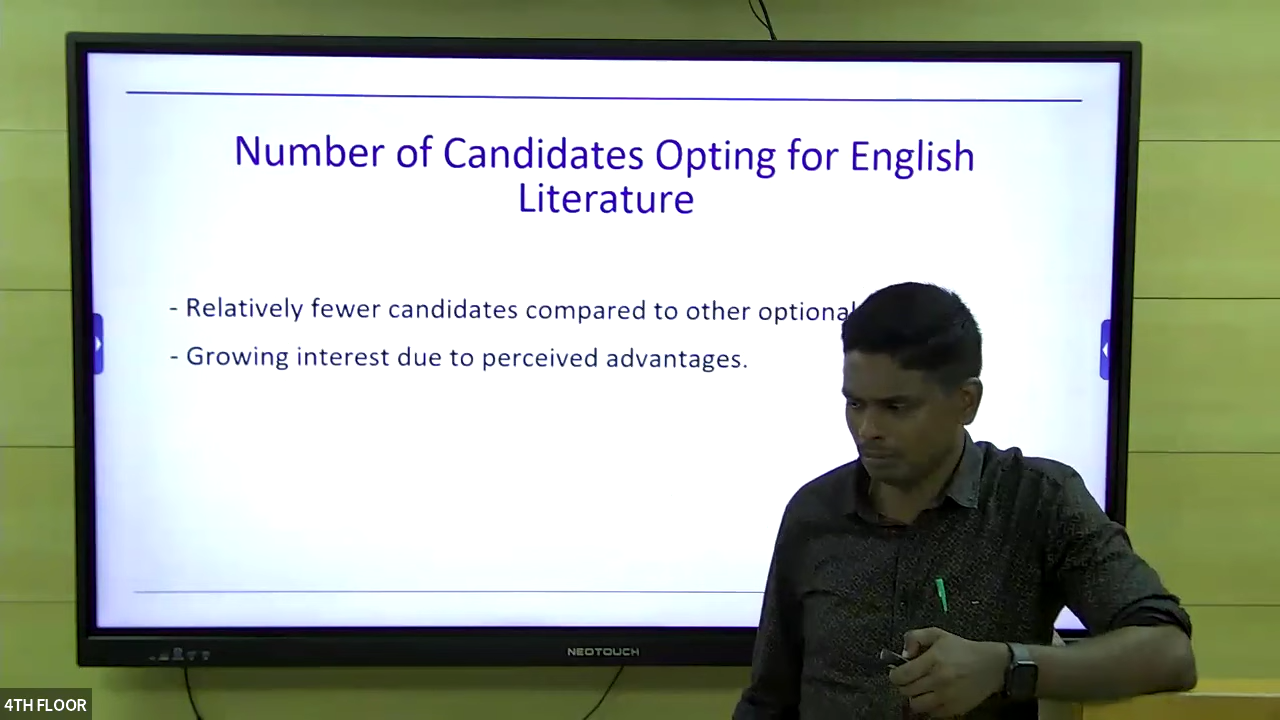 Number of Candidates Opting for English
Literature
- Relatively fewer candidates compared to other optional
- Growing interest due to perceived advantages.
NEOTOUCH
4TH FLOOR